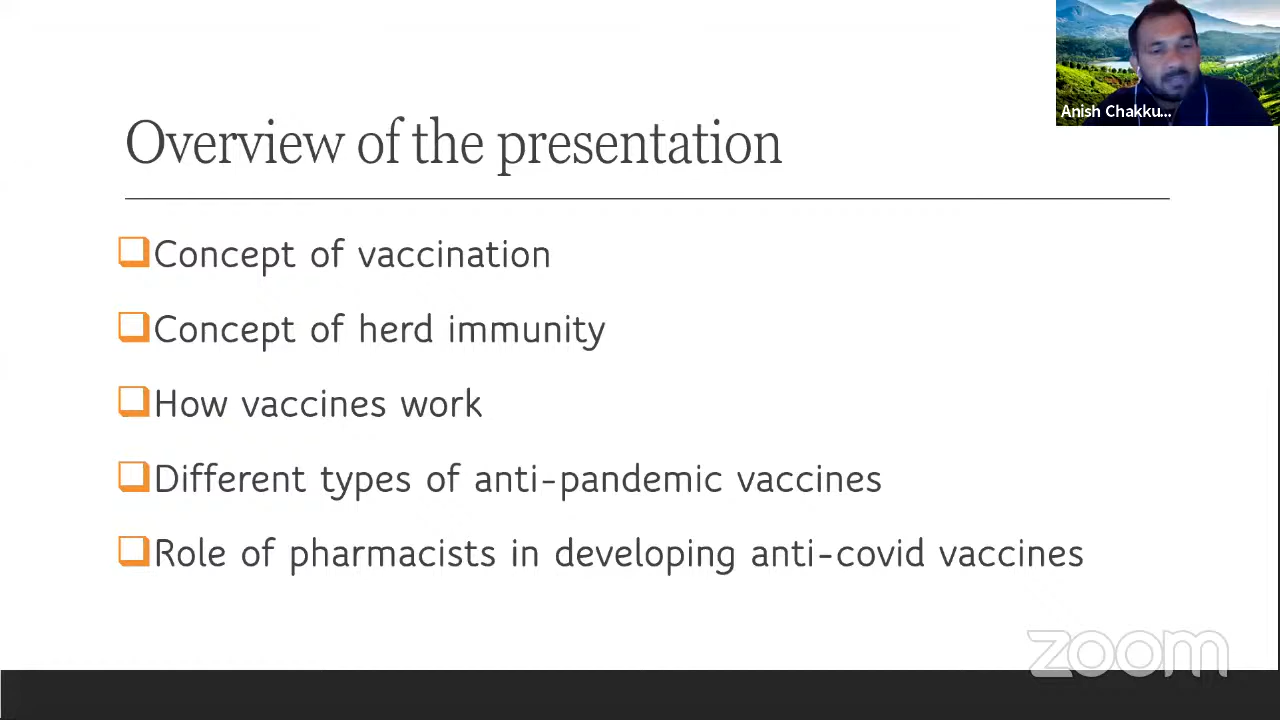 Anish Chakku...
Overview of the presentation
Concept of vaccination
Concept of herd immunity
How vaccines work
Different types of anti-pandemic vaccines
Role of pharmacists in developing anti-covid vaccines
zoom